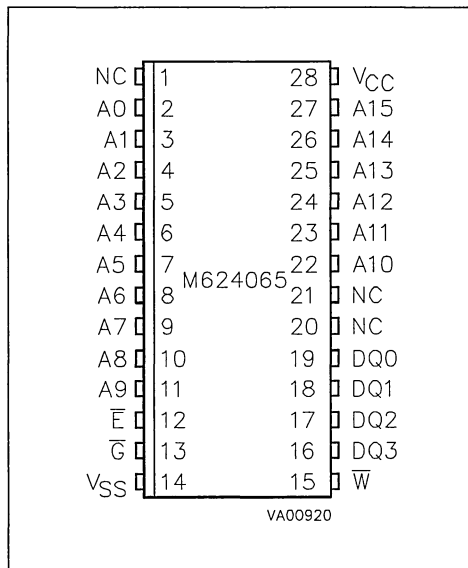 NC 1 28 VCC
A0 2 27 A15
A1 3 26 A14
A2 4 25 A13
A3 5 24 A12
A4 6 23 A11
A5 7 22 A10
M624065
A6 8 21 NC
A7 9 20 NC
A8 10 19 DQ0
A9 11 18 DQ1
E̅ 12 17 DQ2
G̅ 13 16 DQ3
VSS 14 15 W̅
VA00920